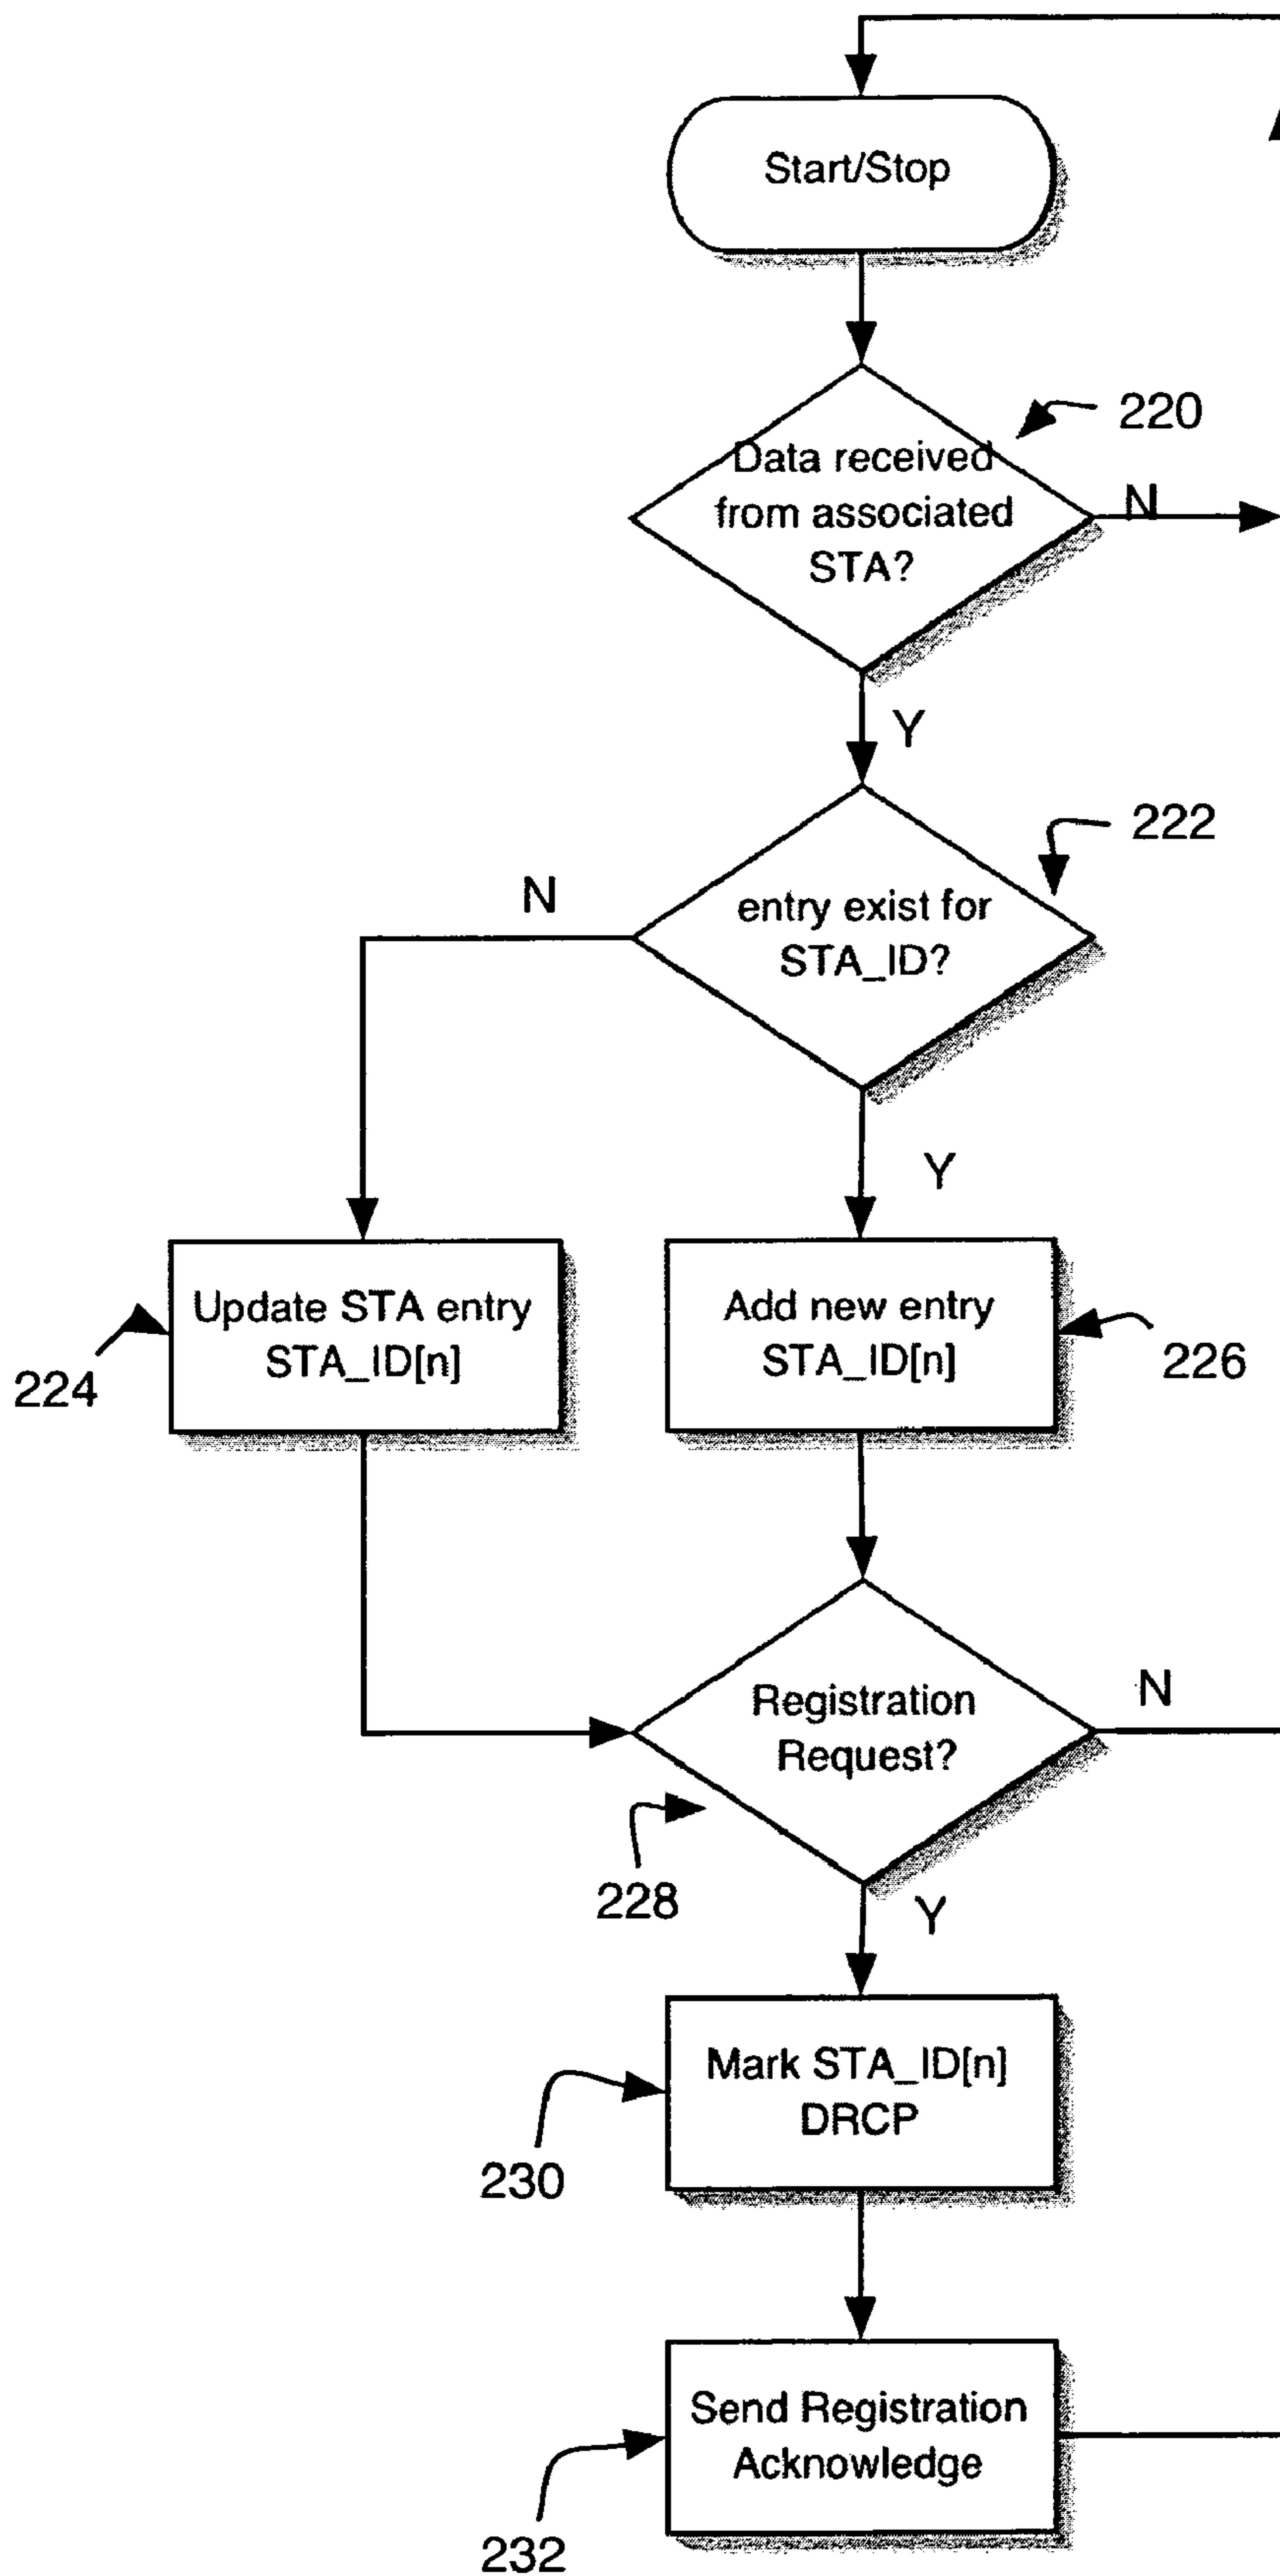 Start/Stop
220
Data received
from associated
STA?
N
Y
222
entry exist for
STA_ID?
N
Y
Update STA entry
STA_ID[n]
224
Add new entry
STA_ID[n]
226
Registration
Request?
N
228
Y
Mark STA_ID[n]
DRCP
230
Send Registration
Acknowledge
232